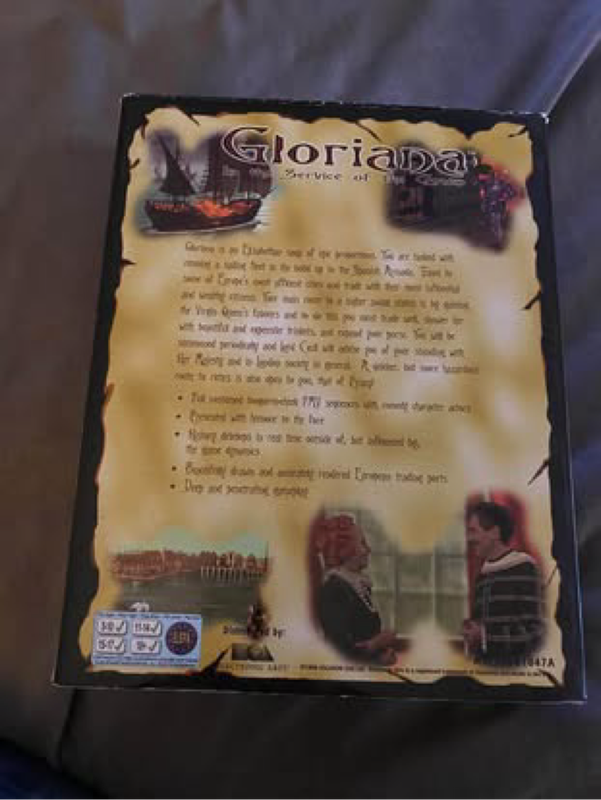 Gloriana
Service of the Queen
Gloriana is an Elizabethan saga of epic proportions. You are tasked with
running a trading fleet in the build up to the Spanish Armada. Travel to
some of Europe's most affluent cities and trade with their most influential
and wealthy citizens. Your main route to a higher social status is by gaining
the Virgin Queen's favours and to do this you must trade well, shower her
with beautiful and expensive trinkets, and expand your purse. You will be
summoned periodically and Lord Cecil will advise you of your standing with
Her Majesty and in London society in general. A quicker, but more hazardous
route to riches is also open to you, that of Piracy!
• Full costumed FMV sequences with comedy character actors
• Presented with humour to the fore
• History develops in real time outside of, but influenced by,
the game dynamics
• Beautifully drawn and accurately rendered European trading ports
• Deep and penetrating gameplay
3-10 11-14
15-17 18+
Distributed by:
ELECTRONIC ARTS
047A